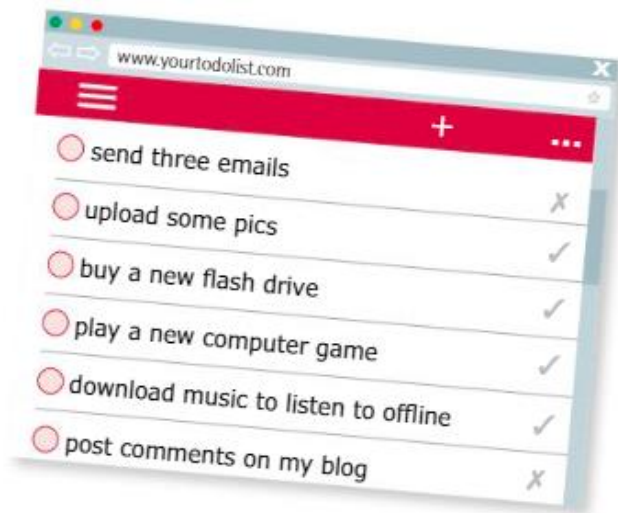 www.yourtodolist.com
send three emails
upload some pics
buy a new flash drive
play a new computer game
download music to listen to offline
post comments on my blog